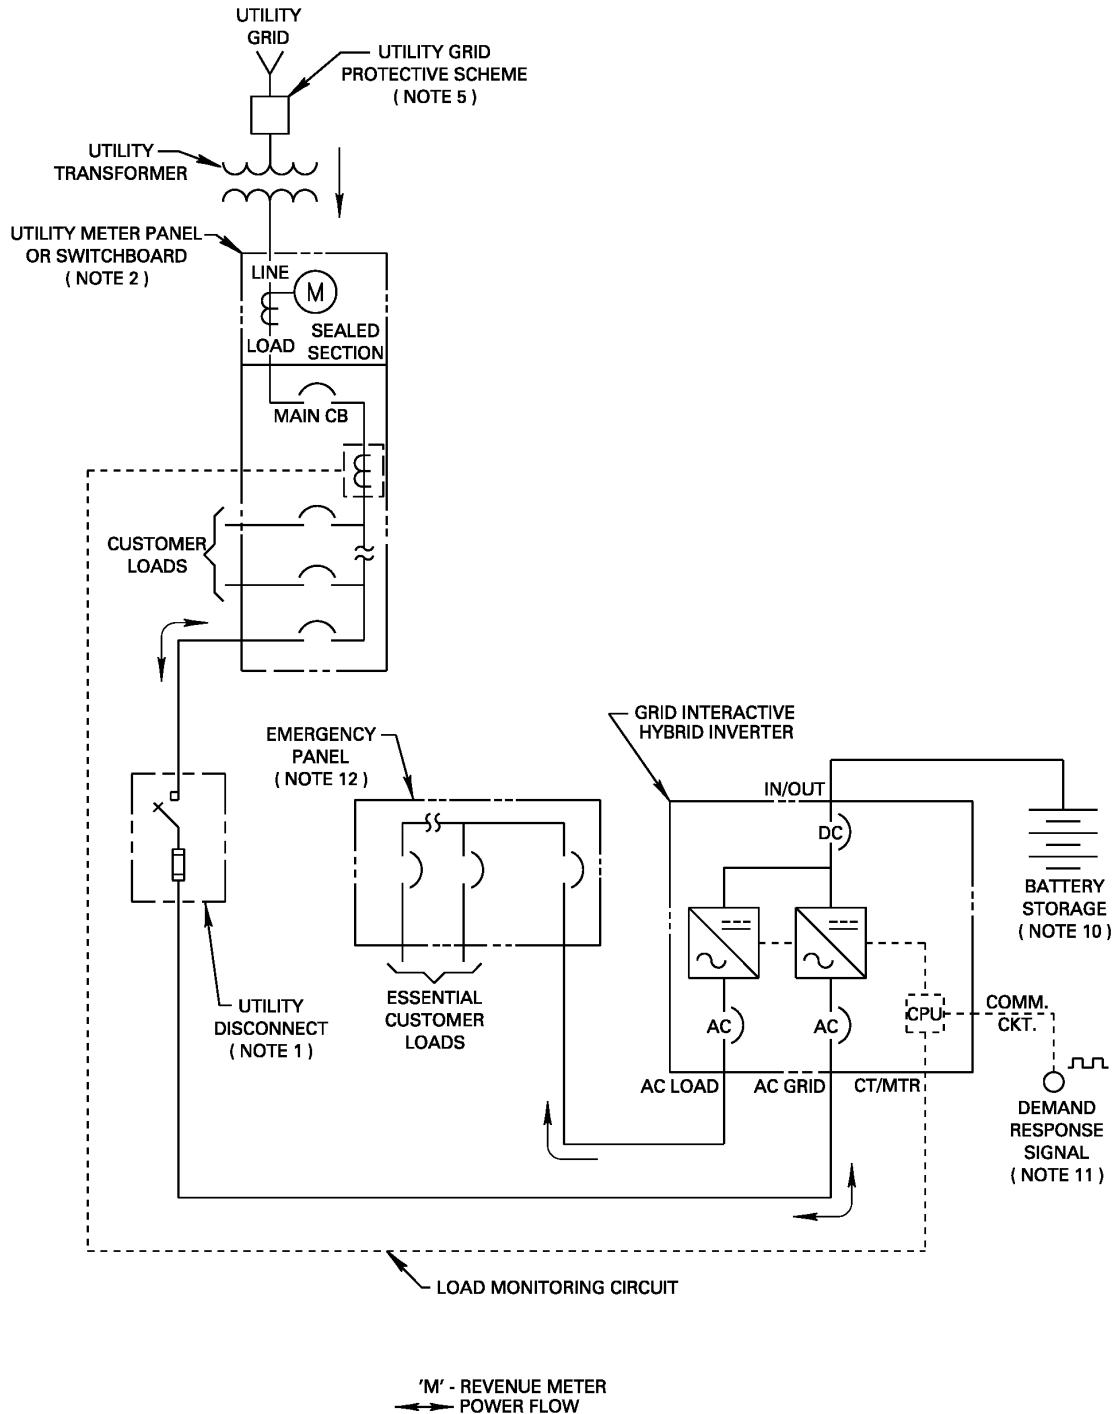 UTILITY
GRID
UTILITY GRID
PROTECTIVE SCHEME
( NOTE 5 )
UTILITY
TRANSFORMER
UTILITY METER PANEL
OR SWITCHBOARD
( NOTE 2 )
LINE
M
LOAD
SEALED
SECTION
MAIN CB
CUSTOMER
LOADS
EMERGENCY
PANEL
( NOTE 12 )
GRID INTERACTIVE
HYBRID INVERTER
IN/OUT
DC
BATTERY
STORAGE
( NOTE 10 )
ESSENTIAL
CUSTOMER
LOADS
UTILITY
DISCONNECT
( NOTE 1 )
AC
AC
CPU
COMM.
CKT.
AC LOAD
AC GRID
CT/MTR
DEMAND
RESPONSE
SIGNAL
( NOTE 11 )
LOAD MONITORING CIRCUIT
'M' - REVENUE METER
POWER FLOW